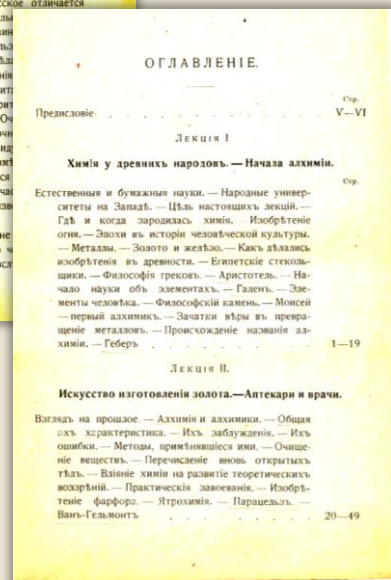 ское отличается
ОГЛАВЛЕНІЕ.
Стр.
Предисловіе V—VI
Лекція I
Химія у древнихъ народовъ. — Начала алхиміи.
Стр.
Естественныя и бумажныя науки. — Народные универ-
ситеты на Западѣ. — Цѣль настоящихъ лекцій. —
Гдѣ и когда зародилась химія. — Изобрѣтеніе
огня. — Эпохи въ исторіи человѣческой культуры.
— Металлы. — Золото и желѣзо. — Какъ дѣлались
изобрѣтенія въ древности. — Египетскіе стеколь-
щики. — Философія грековъ. — Аристотель. — На-
чало науки объ элементахъ. — Галенъ. — Эле-
менты человѣка. — Философскій камень. — Моисей
— первый алхимикъ. — Зачатки вѣры въ превра-
щеніе металловъ. — Происхожденіе названія ал-
химіи. — Геберъ 1—19
Лекція II.
Искусство изготовленія золота. — Аптекари и врачи.
Взглядъ на прошлое. — Алхимія и алхимики. — Общая
ихъ характеристика. — Ихъ заблужденія. — Ихъ
ошибки. — Методы, примѣнявшіеся ими. — Очище-
ніе веществъ. — Перечисленіе вновь открытыхъ
тѣлъ. — Вліяніе химіи на развитіе теоретическихъ
воззрѣній. — Практическія завоеванія. — Изобрѣ-
теніе фарфора. — Ятрохимія. — Парацельзъ. —
Ванъ-Гельмонтъ 20—49